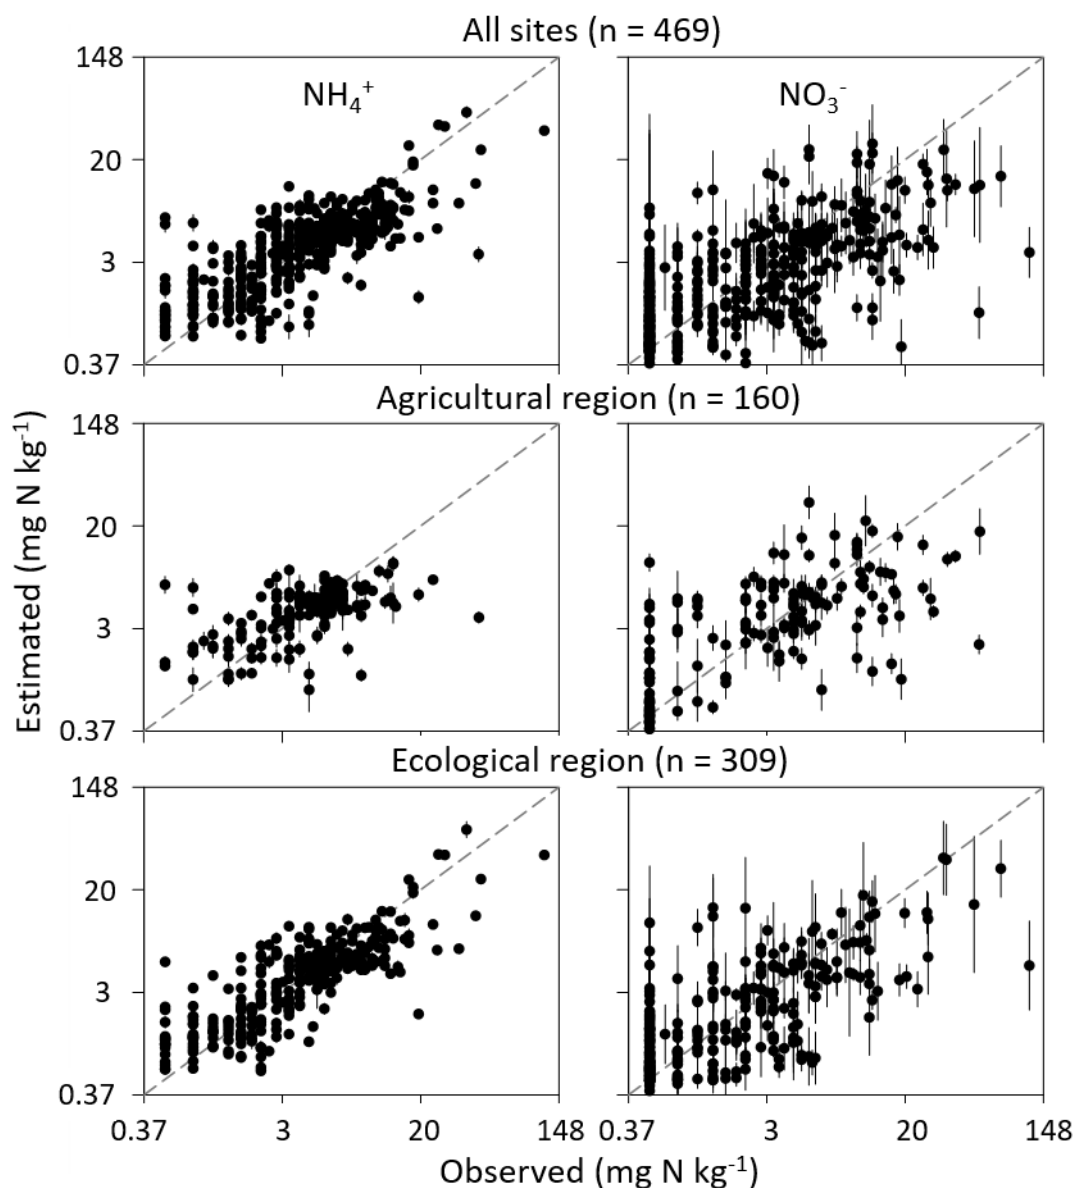 All sites (n = 469)
148
NH₄⁺
NO₃⁻
20
3
0.37
Agricultural region (n = 160)
148
20
3
0.37
Estimated (mg N kg⁻¹)
Ecological region (n = 309)
148
20
3
0.37
0.37 3 20 148 0.37 3 20 148
Observed (mg N kg⁻¹)